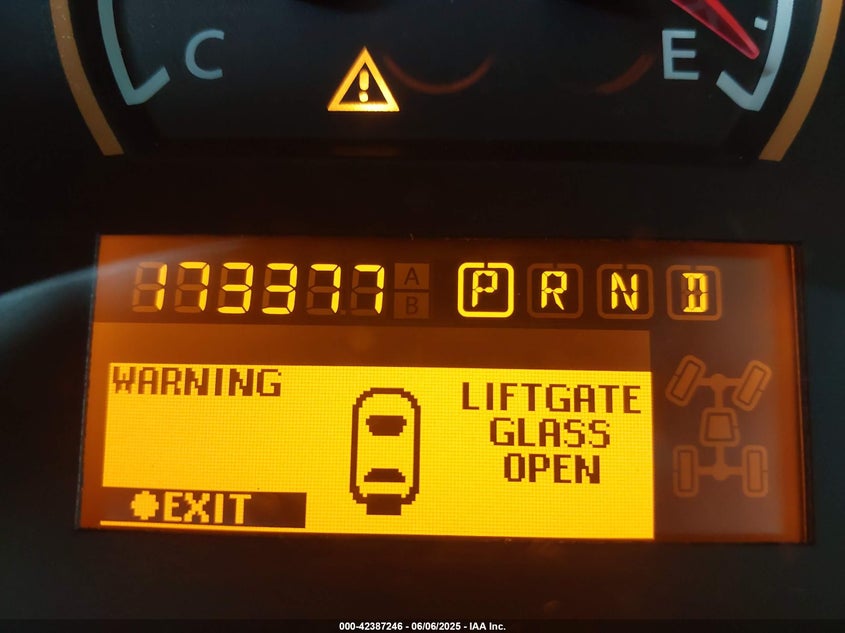 C E
173377 A B P R N D
WARNING
LIFTGATE
GLASS
OPEN
EXIT
000-42387246 - 06/06/2025 - IAA Inc.